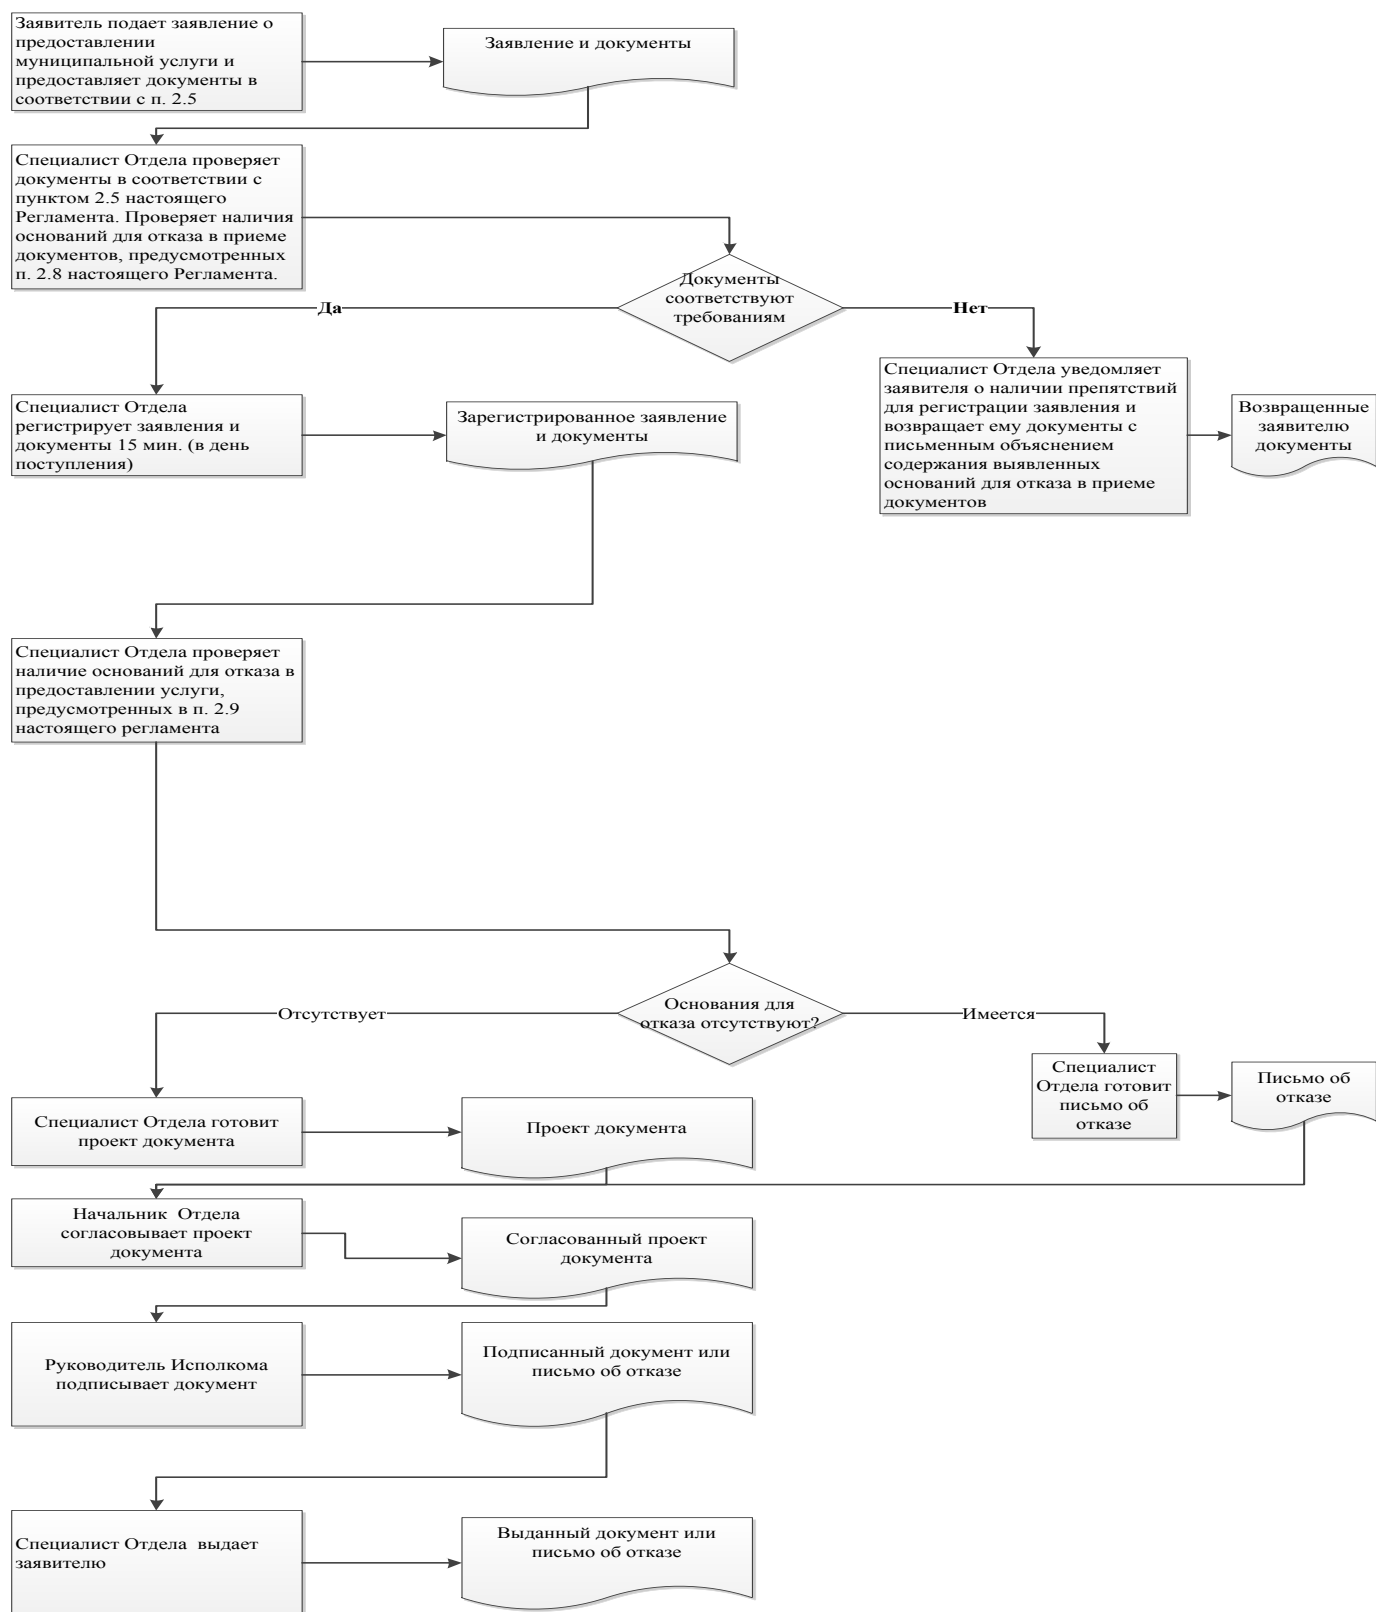 Заявитель подает заявление о
предоставлении
муниципальной услуги и
предоставляет документы в
соответствии с п. 2.5
Заявление и документы
Специалист Отдела проверяет
документы в соответствии с
пунктом 2.5 настоящего
Регламента. Проверяет наличия
оснований для отказа в приеме
документов, предусмотренных
п. 2.8 настоящего Регламента.
Документы
соответствуют
требованиям
Да
Нет
Специалист Отдела
регистрирует заявления и
документы 15 мин. (в день
поступления)
Зарегистрированное заявление
и документы
Специалист Отдела уведомляет
заявителя о наличии препятствий
для регистрации заявления и
возвращает ему документы с
письменным объяснением
содержания выявленных
оснований для отказа в приеме
документов
Возвращенные
заявителю
документы
Специалист Отдела проверяет
наличие оснований для отказа в
предоставлении услуги,
предусмотренных в п. 2.9
настоящего регламента
Основания для
отказа отсутствуют?
Отсутствует
Имеется
Специалист
Отдела готовит
письмо об
отказе
Письмо об
отказе
Специалист Отдела готовит
проект документа
Проект документа
Начальник  Отдела
согласовывает проект
документа
Согласованный проект
документа
Руководитель Исполкома
подписывает документ
Подписанный документ или
письмо об отказе
Специалист Отдела  выдает
заявителю
Выданный документ или
письмо об отказе